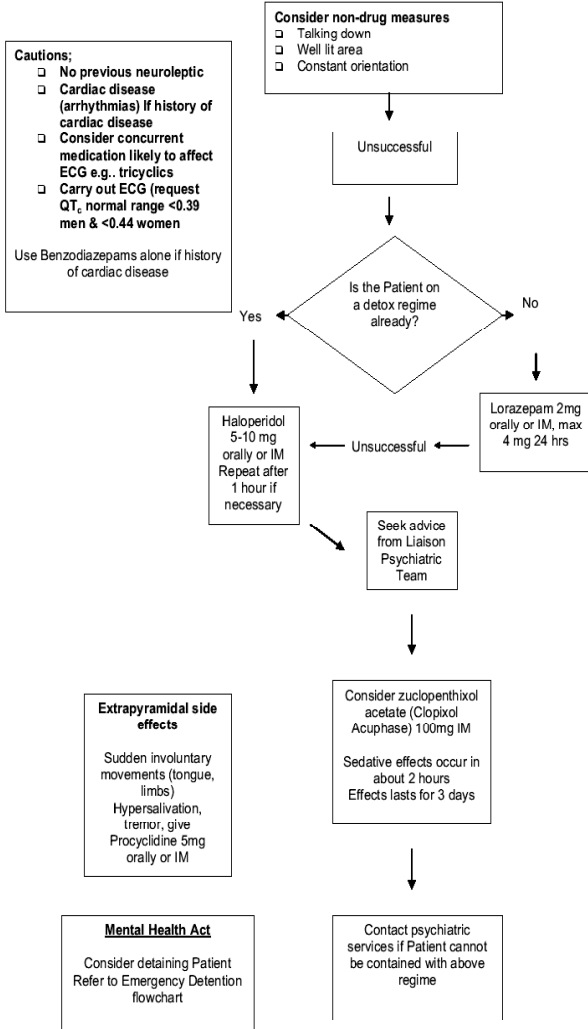 Consider non-drug measures
❑ Talking down
❑ Well lit area
❑ Constant orientation
Cautions;
❑ No previous neuroleptic
❑ Cardiac disease
(arrhythmias) If history of
cardiac disease
❑ Consider concurrent
medication likely to affect
ECG e.g.. tricyclics
❑ Carry out ECG (request
QTc normal range <0.39
men & <0.44 women
Use Benzodiazepams alone if history
of cardiac disease
Unsuccessful
Is the Patient on
a detox regime
already?
Yes
No
Haloperidol
5-10 mg
orally or IM
Repeat after
1 hour if
necessary
Unsuccessful
Lorazepam 2mg
orally or IM, max
4 mg 24 hrs
Seek advice
from Liaison
Psychiatric
Team
Extrapyramidal side
effects
Sudden involuntary
movements (tongue,
limbs)
Hypersalivation,
tremor, give
Procyclidine 5mg
orally or IM
Consider zuclopenthixol
acetate (Clopixol
Acuphase) 100mg IM
Sedative effects occur in
about 2 hours
Effects lasts for 3 days
Mental Health Act
Consider detaining Patient
Refer to Emergency Detention
flowchart
Contact psychiatric
services if Patient cannot
be contained with above
regime